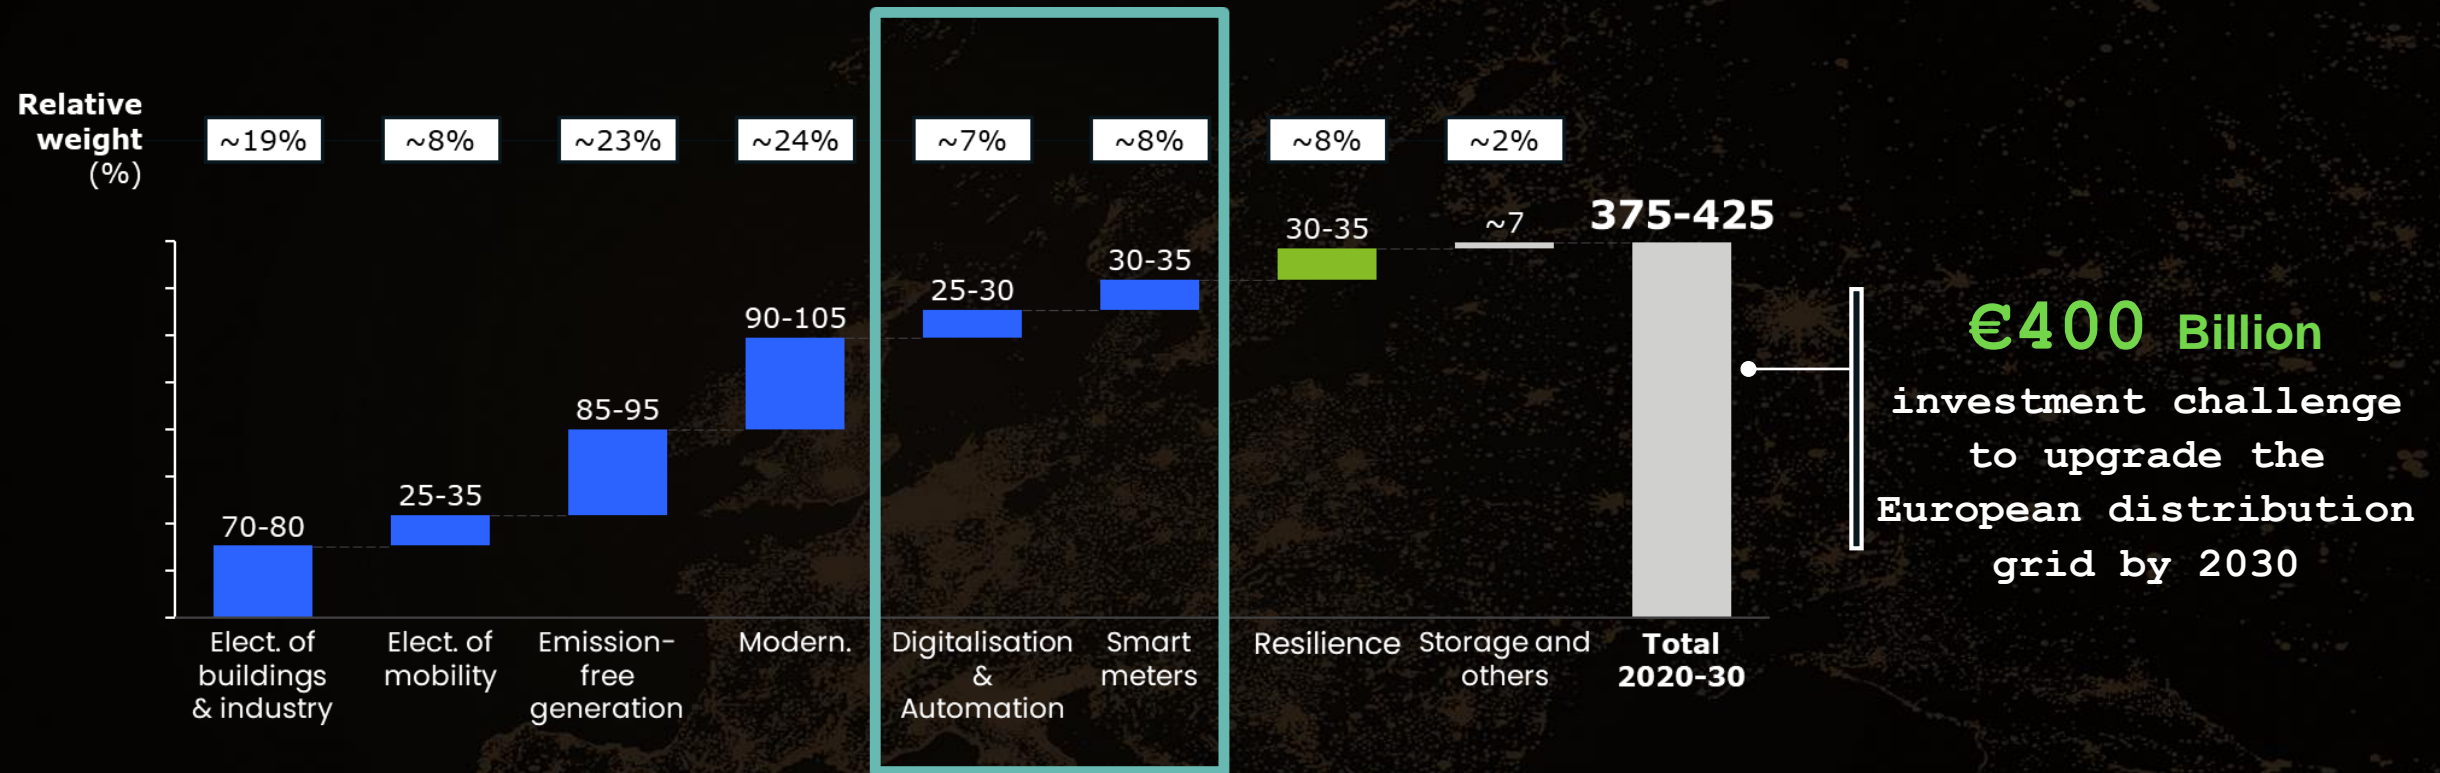 Relative
weight
(%)
~19%
~8%
~23%
~24%
~7%
~8%
~8%
~2%
70-80
25-35
85-95
90-105
25-30
30-35
30-35
~7
375-425
Elect. of
buildings
& industry
Elect. of
mobility
Emission-
free
generation
Modern.
Digitalisation
&
Automation
Smart
meters
Resilience
Storage and
others
Total
2020-30
€400 Billion
investment challenge
to upgrade the
European distribution
grid by 2030